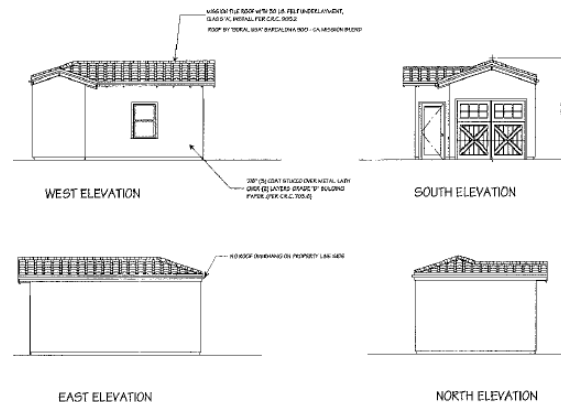 MISSION TILE ROOF WITH 30 LB. FELT UNDERLAYMENT,
CLASS 'A', INSTALL PER C.R.C. 905.2
ROOF BY 'BORAL USA' BARCALONA 900 - CA MISSION BLEND
WEST ELEVATION
SOUTH ELEVATION
7/8" (3) COAT STUCCO OVER METAL LATH
OVER (2) LAYERS GRADE "D" BUILDING
PAPER (PER C.R.C. 703.6)
NO ROOF OVERHANG ON PROPERTY LINE SIDE
EAST ELEVATION
NORTH ELEVATION